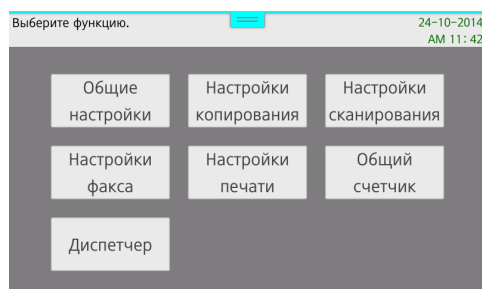 Выберите функцию.
24-10-2014
AM 11:42
Общие
настройки
Настройки
копирования
Настройки
сканирования
Настройки
факса
Настройки
печати
Общий
счетчик
Диспетчер